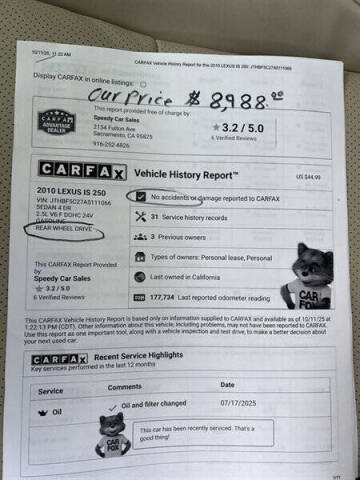 10/11/25, 11:22 AM
CARFAX Vehicle History Report for this 2010 LEXUS IS 250: JTHBF5C27A5111066
Display CARFAX in online listings:
Our Price $ 8,988.00
This report provided free of charge by
Speedy Car Sales
2134 Fulton Ave
Sacramento, CA 95825
916-252-4826
CARFAX
ADVANTAGE
DEALER
3.2 / 5.0
6 Verified Reviews
CARFAX Vehicle History Report™
US $44.99
2010 LEXUS IS 250
VIN: JTHBF5C27A5111066
SEDAN 4 DR
2.5L V6 F DOHC 24V
GASOLINE
REAR WHEEL DRIVE
No accidents or damage reported to CARFAX
31 Service history records
3 Previous owners
Types of owners: Personal lease, Personal
Last owned in California
177,734 Last reported odometer reading
This CARFAX Report Provided
by
Speedy Car Sales
3.2 / 5.0
6 Verified Reviews
CAR
FOX
This CARFAX Vehicle History Report is based only on information supplied to CARFAX and available as of 10/11/25 at
1:22:13 PM (CDT). Other information about this vehicle, including problems, may not have been reported to CARFAX.
Use this report as one important tool, along with a vehicle inspection and test drive, to make a better decision about
your next used car.
CARFAX Recent Service Highlights
Key services performed in the last 12 months
Service Comments Date
Oil Oil and filter changed 07/17/2025
CAR
FOX
This car has been recently serviced. That's a
good thing!